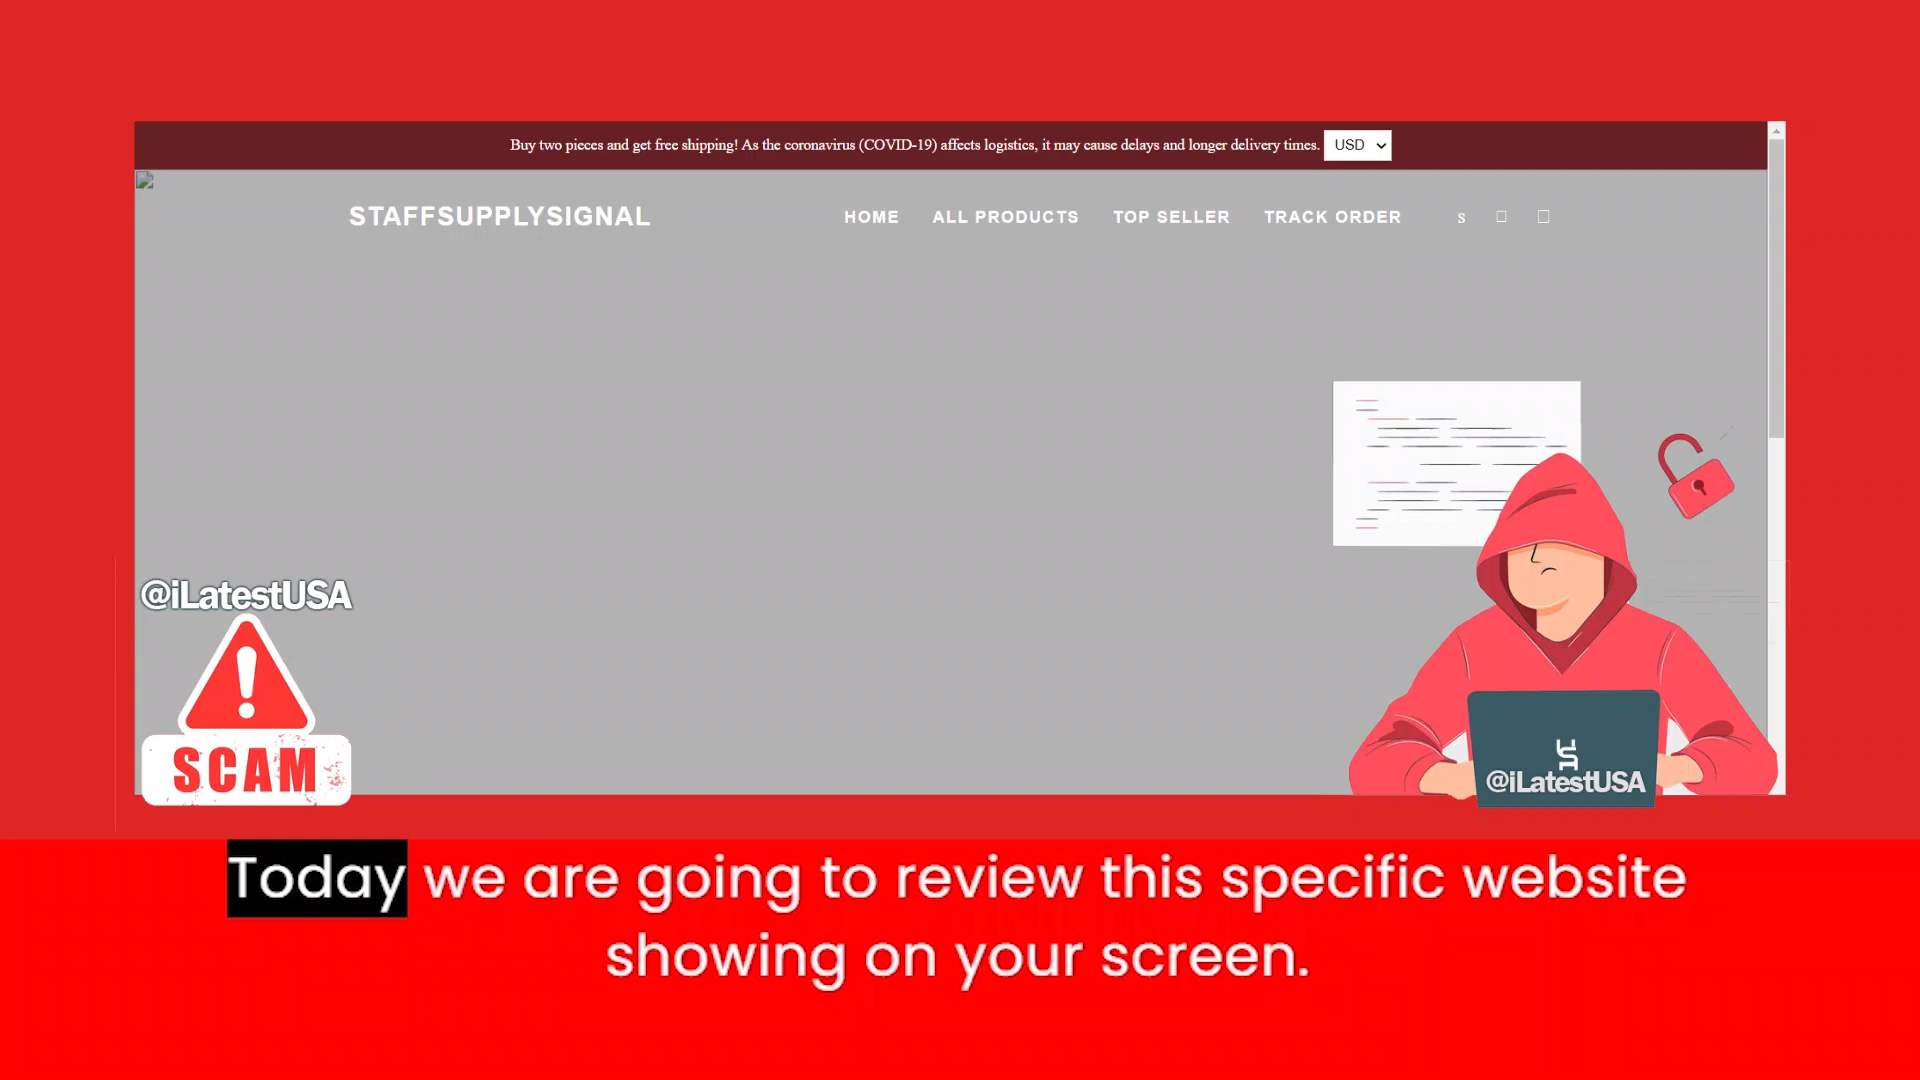 Buy two pieces and get free shipping! As the coronavirus (COVID-19) affects logistics, it may cause delays and longer delivery times. USD
STAFFSUPPLYSIGNAL HOME ALL PRODUCTS TOP SELLER TRACK ORDER s
@iLatestUSA
SCAM
@iLatestUSA
Today we are going to review this specific website
showing on your screen.